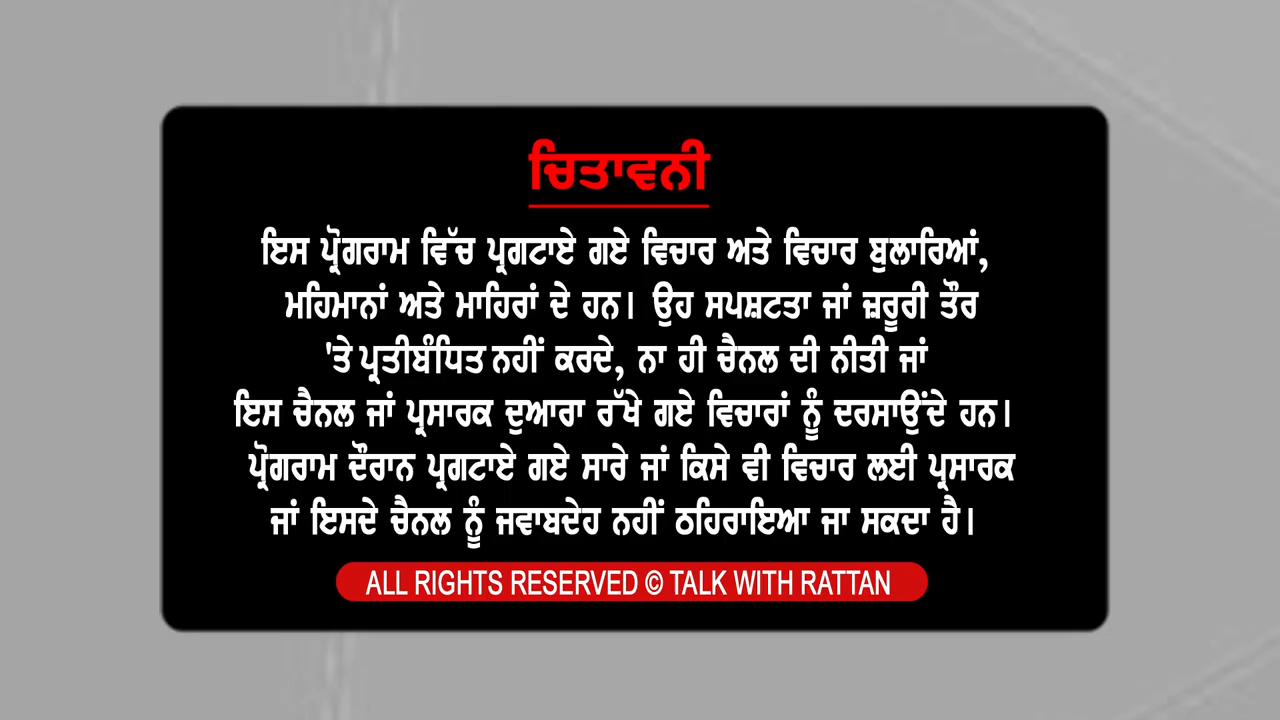 ਚਿਤਾਵਨੀ
ਇਸ ਪ੍ਰੋਗਰਾਮ ਵਿੱਚ ਪ੍ਰਗਟਾਏ ਗਏ ਵਿਚਾਰ ਅਤੇ ਵਿਚਾਰ ਬੁਲਾਰਿਆਂ,
ਮਹਿਮਾਨਾਂ ਅਤੇ ਮਾਹਿਰਾਂ ਦੇ ਹਨ। ਉਹ ਸਪਸ਼ਟਤਾ ਜਾਂ ਜ਼ਰੂਰੀ ਤੌਰ
'ਤੇ ਪ੍ਰਤੀਬੰਧਿਤ ਨਹੀਂ ਕਰਦੇ, ਨਾ ਹੀ ਚੈਨਲ ਦੀ ਨੀਤੀ ਜਾਂ
ਇਸ ਚੈਨਲ ਜਾਂ ਪ੍ਰਸਾਰਕ ਦੁਆਰਾ ਰੱਖੇ ਗਏ ਵਿਚਾਰਾਂ ਨੂੰ ਦਰਸਾਉਂਦੇ ਹਨ।
ਪ੍ਰੋਗਰਾਮ ਦੌਰਾਨ ਪ੍ਰਗਟਾਏ ਗਏ ਸਾਰੇ ਜਾਂ ਕਿਸੇ ਵੀ ਵਿਚਾਰ ਲਈ ਪ੍ਰਸਾਰਕ
ਜਾਂ ਇਸਦੇ ਚੈਨਲ ਨੂੰ ਜਵਾਬਦੇਹ ਨਹੀਂ ਠਹਿਰਾਇਆ ਜਾ ਸਕਦਾ ਹੈ।
ALL RIGHTS RESERVED © TALK WITH RATTAN